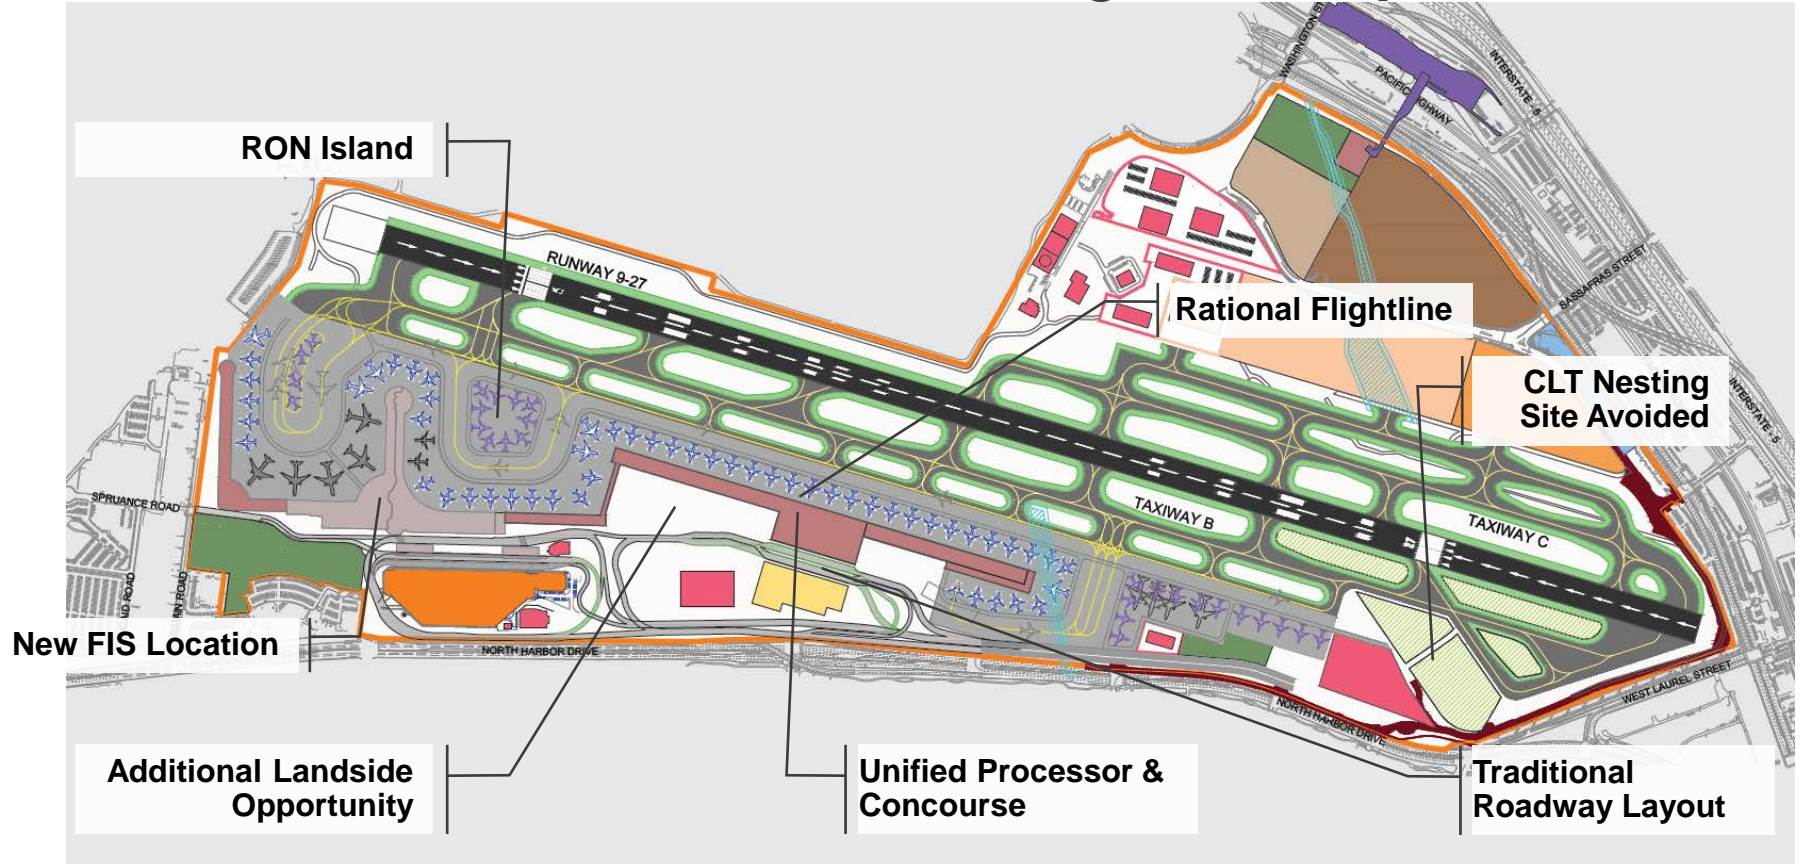 WASHINGTON ST
INTERSTATE - 5
PACIFIC HIGHWAY
RON Island
SASSAFRAS STREET
RUNWAY 9-27
Rational Flightline
CLT Nesting
Site Avoided
INTERSTATE - 5
SPRUANCE ROAD
TAXIWAY B
TAXIWAY C
New FIS Location
NORTH HARBOR DRIVE
WEST LAUREL STREET
NORTH HARBOR DRIVE
Additional Landside
Opportunity
Unified Processor &
Concourse
Traditional
Roadway Layout